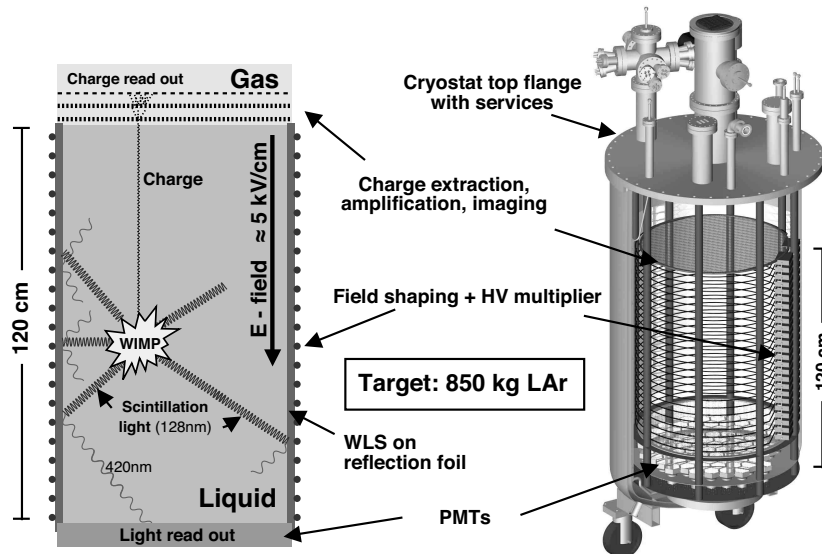 Charge read out
Gas
Cryostat top flange
with services
120 cm
Charge
E - field ≈ 5 kV/cm
Charge extraction,
amplification, imaging
Field shaping + HV multiplier
WIMP
Target: 850 kg LAr
120 cm
Scintillation
light (128nm)
WLS on
reflection foil
420nm
Liquid
Light read out
PMTs